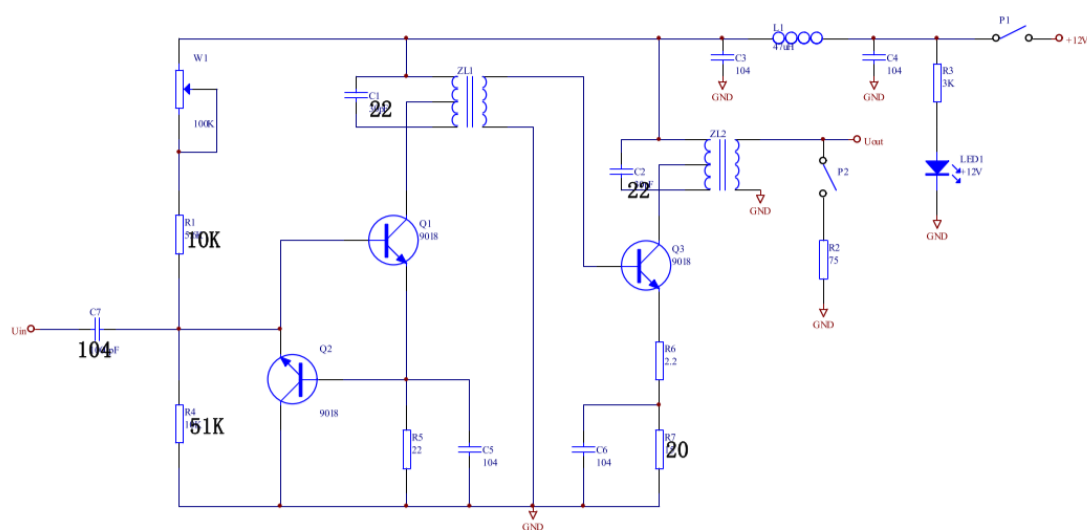 P1
+12V
L1
47uH
W1
100K
ZL1
C1
22
C3
104
GND
C4
104
GND
R3
3K
ZL2
C2
22
Uout
P2
LED1
+12V
GND
GND
R1
10K
Q1
9018
Q3
9018
R2
75
GND
Uin
C7
104
Q2
9018
R6
2.2
R4
51K
R5
22
C5
104
C6
104
R7
20
GND